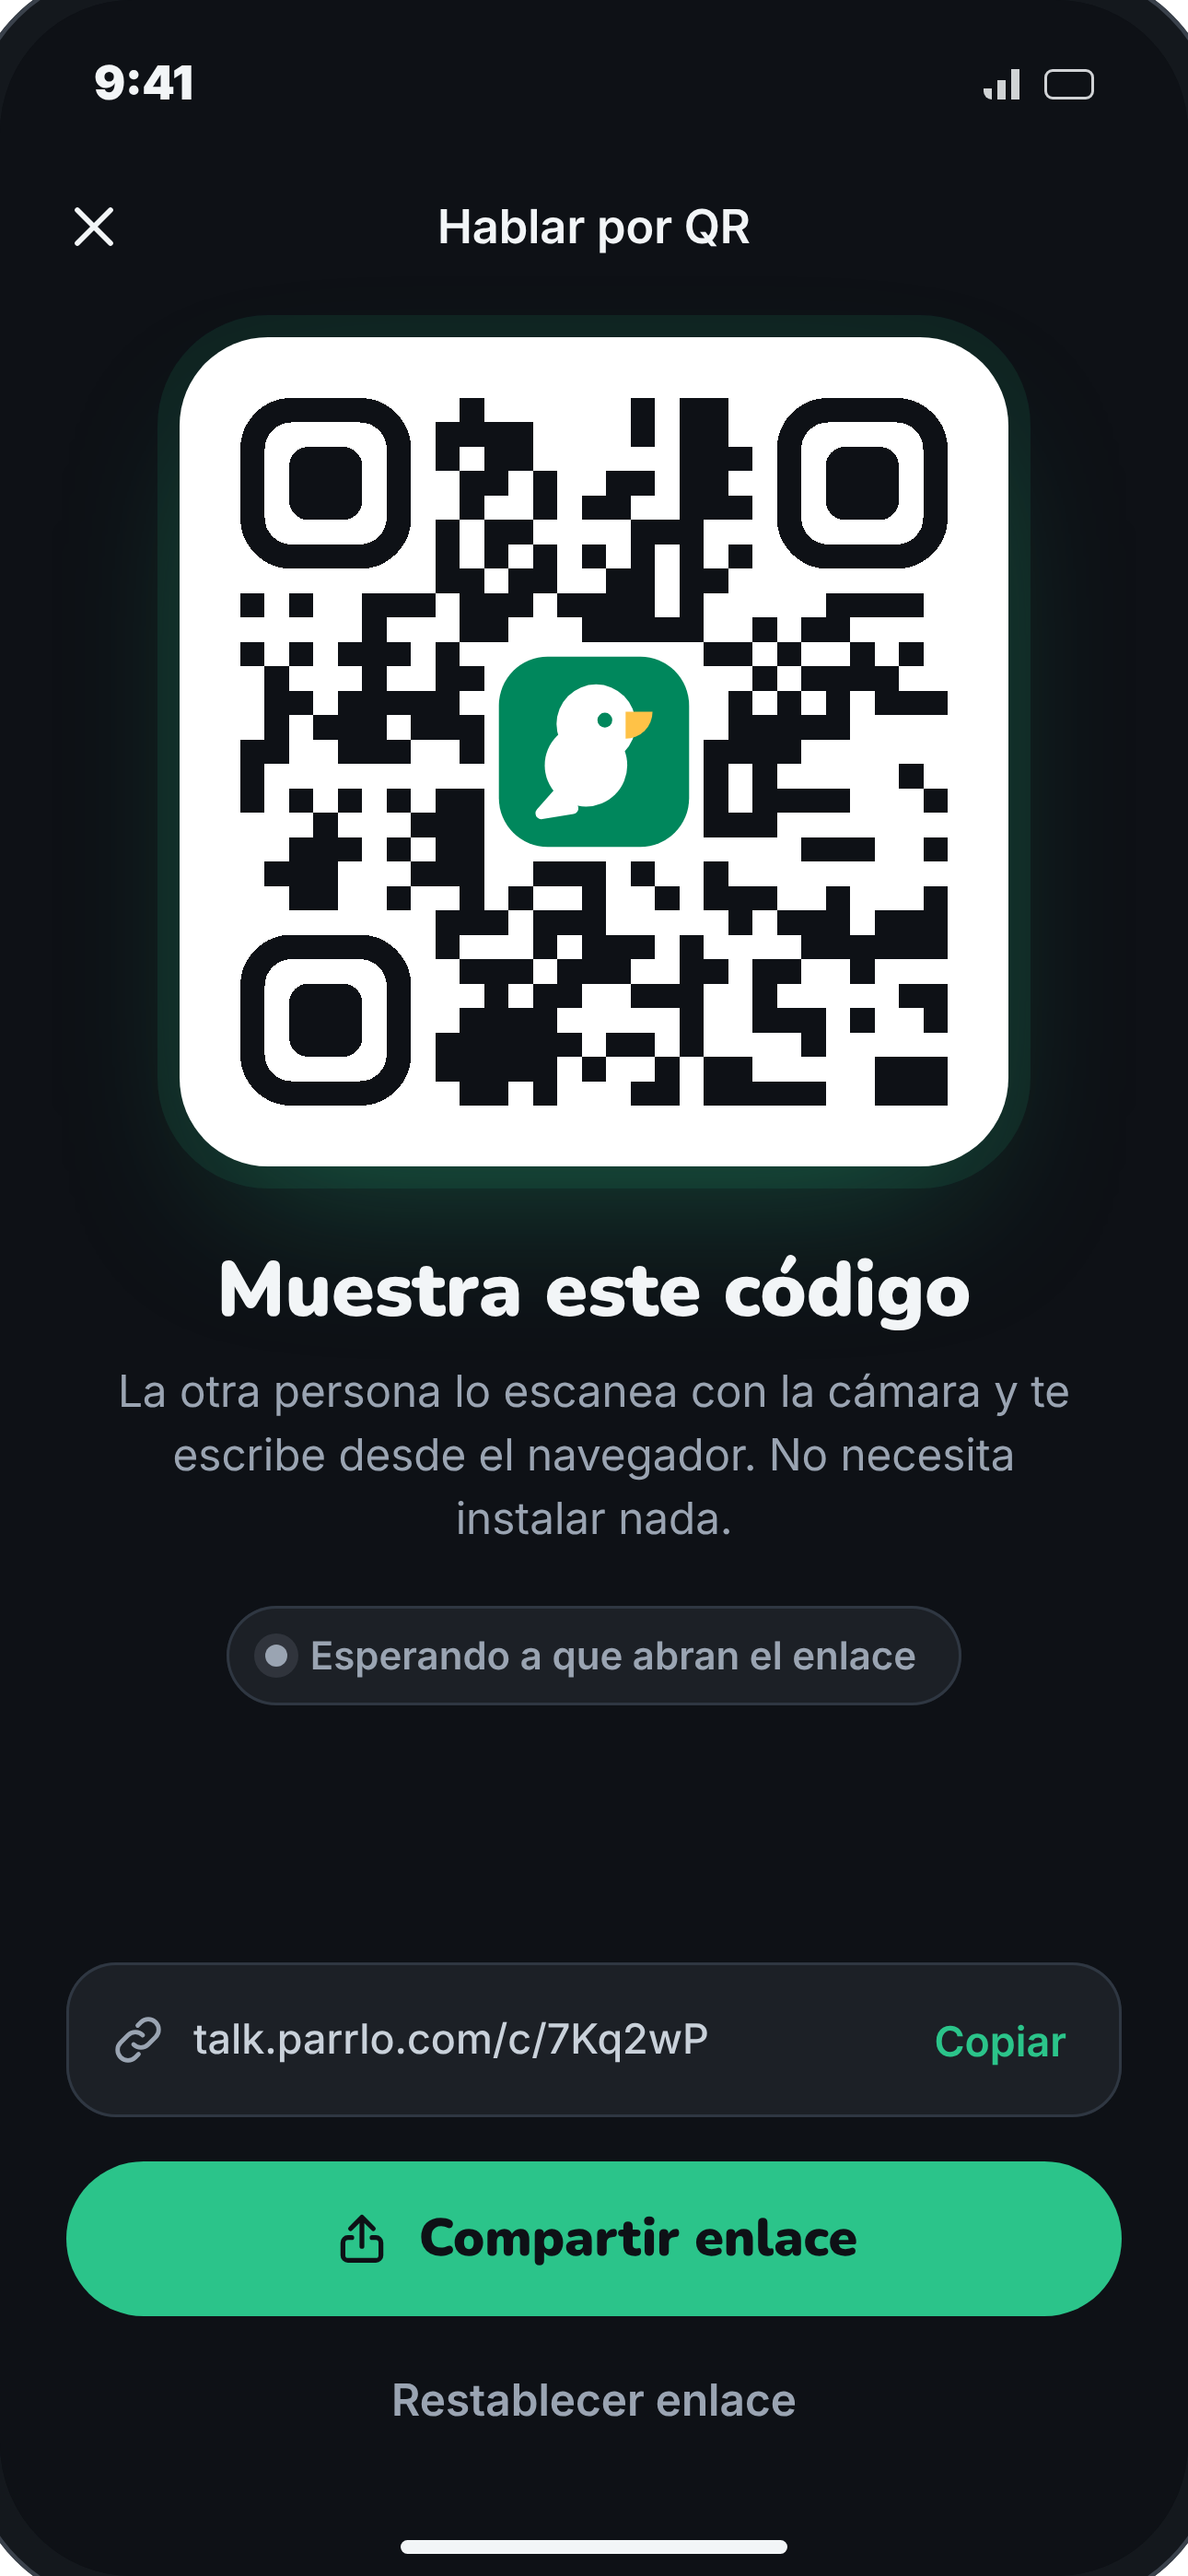 9:41
Hablar por QR
Muestra este código
La otra persona lo escanea con la cámara y te
escribe desde el navegador. No necesita
instalar nada.
Esperando a que abran el enlace
talk.parrlo.com/c/7Kq2wP
Copiar
Compartir enlace
Restablecer enlace